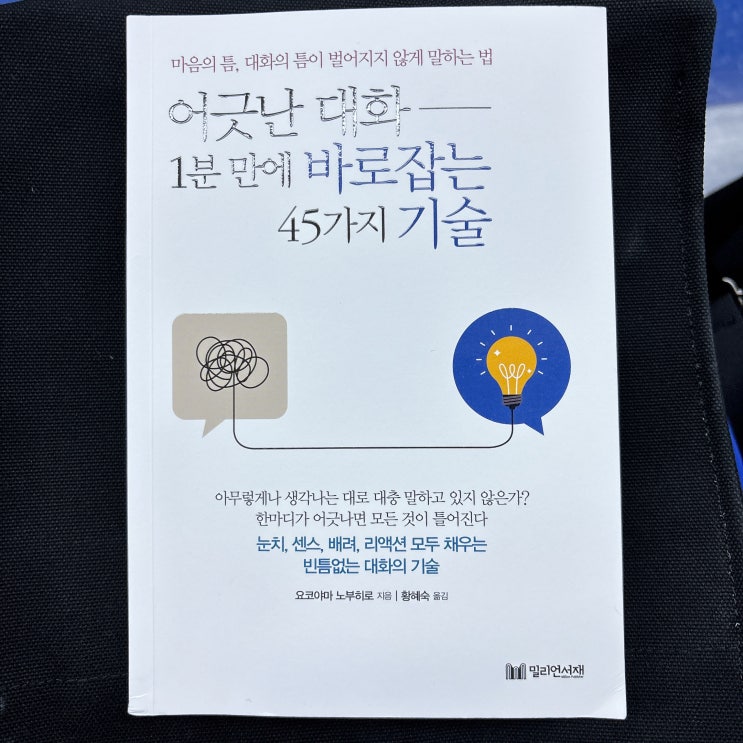 마음의 틈, 대화의 틈이 벌어지지 않게 말하는 법
어긋난 대화
1분 만에 바로잡는
45가지 기술
아무렇게나 생각나는 대로 대충 말하고 있지 않은가?
한마디가 어긋나면 모든 것이 틀어진다
눈치, 센스, 배려, 리액션 모두 채우는
빈틈없는 대화의 기술
요코야마 노부히로 지음 | 황혜숙 옮김
밀리언서재